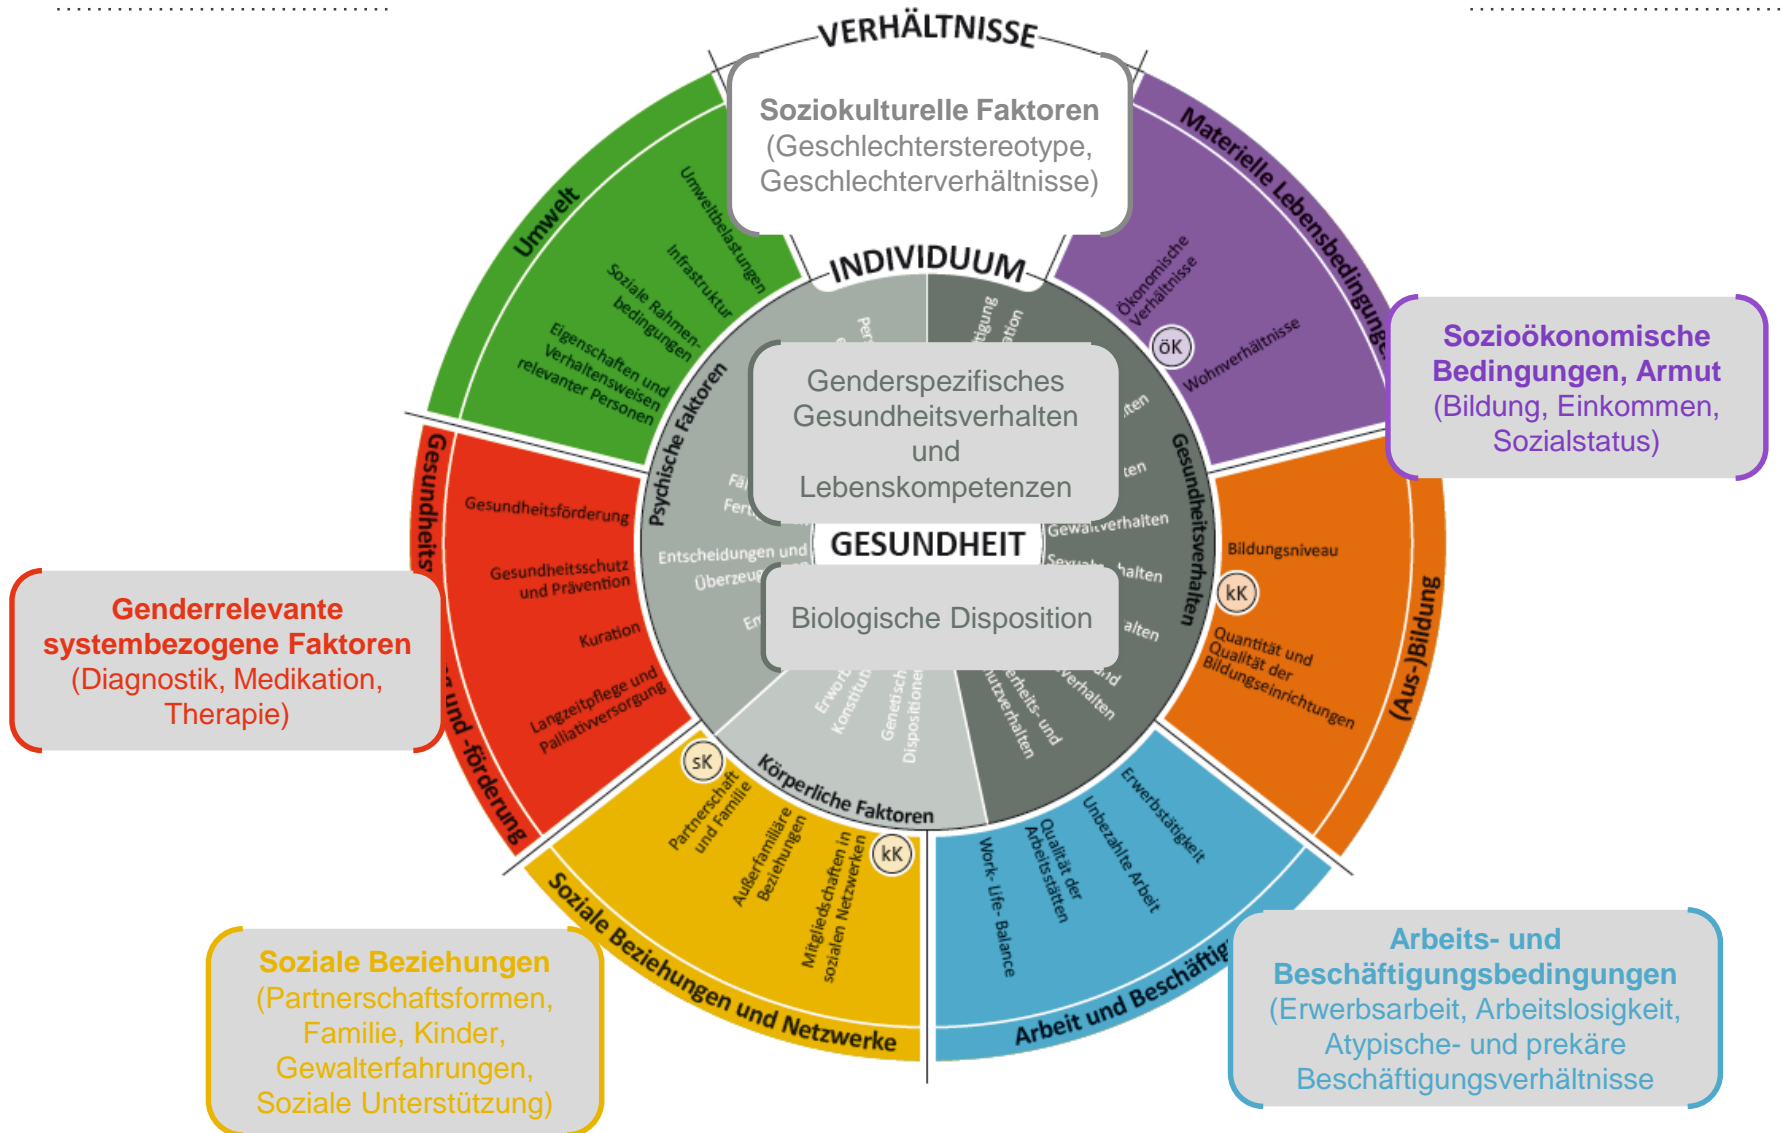 VERHÄLTNISSE
Soziokulturelle Faktoren
(Geschlechterstereotype,
Geschlechterverhältnisse)
INDIVIDUUM
Umwelt
Umweltbelastungen
Infrastruktur
Soziale Rahmen-
bedingungen
Eigenschaften und
Verhaltensweisen
relevanter Personen
Materielle Lebensbedingungen
Ökonomische
Verhältnisse
öK
Wohnverhältnisse
Sozioökonomische
Bedingungen, Armut
(Bildung, Einkommen,
Sozialstatus)
Psychische Faktoren
Genderspezifisches
Gesundheitsverhalten
und
Lebenskompetenzen
Gesundheitsverhalten
Gewaltverhalten
GESUNDHEIT
Entscheidungen und
Biologische Disposition
Gesundheitsförderung
Gesundheitsschutz
und Prävention
Kuration
Langzeitpflege und
Palliativversorgung
und -förderung
Genderrelevante
systembezogene Faktoren
(Diagnostik, Medikation,
Therapie)
Bildungsniveau
kK
Quantität und
Qualität der
Bildungseinrichtungen
(Aus-)Bildung
Körperliche Faktoren
sK
Partnerschaft
und Familie
Außerfamiliäre
Beziehungen
Mitgliedschaften in
sozialen Netzwerken
kK
Soziale Beziehungen und Netzwerke
Soziale Beziehungen
(Partnerschaftsformen,
Familie, Kinder,
Gewalterfahrungen,
Soziale Unterstützung)
Erwerbstätigkeit
Unbezahlte Arbeit
Qualität der
Arbeitsstätten
Work- Life- Balance
Arbeit und
Arbeits- und
Beschäftigungsbedingungen
(Erwerbsarbeit, Arbeitslosigkeit,
Atypische- und prekäre
Beschäftigungsverhältnisse